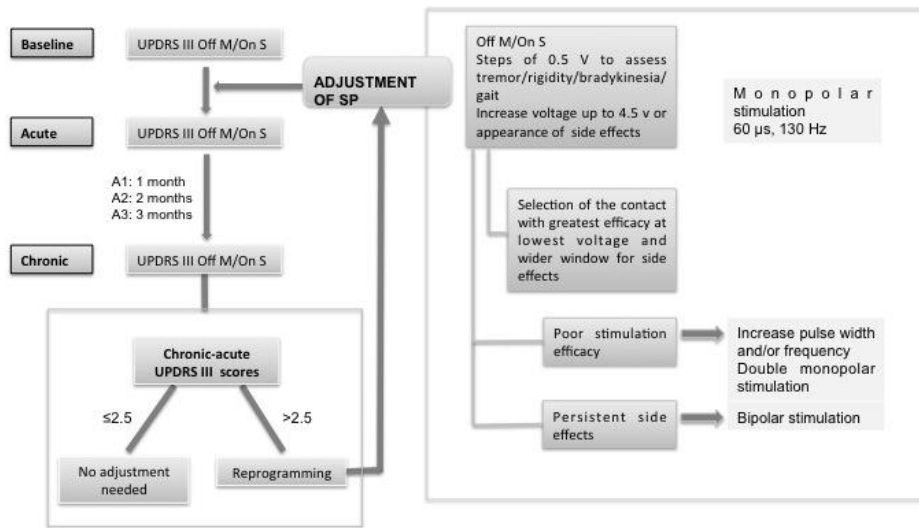 Baseline
UPDRS III Off M/On S
ADJUSTMENT
OF SP
Acute
UPDRS III Off M/On S
A1: 1 month
A2: 2 months
A3: 3 months
Chronic
UPDRS III Off M/On S
Chronic-acute
UPDRS III scores
≤2.5
>2.5
No adjustment
needed
Reprogramming
Off M/On S
Steps of 0.5 V to assess
tremor/rigidity/bradykinesia/
gait
Increase voltage up to 4.5 v or
appearance of side effects
Monopolar
stimulation
60 µs, 130 Hz
Selection of the contact
with greatest efficacy at
lowest voltage and
wider window for side
effects
Poor stimulation
efficacy
Increase pulse width
and/or frequency
Double monopolar
stimulation
Persistent side
effects
Bipolar stimulation